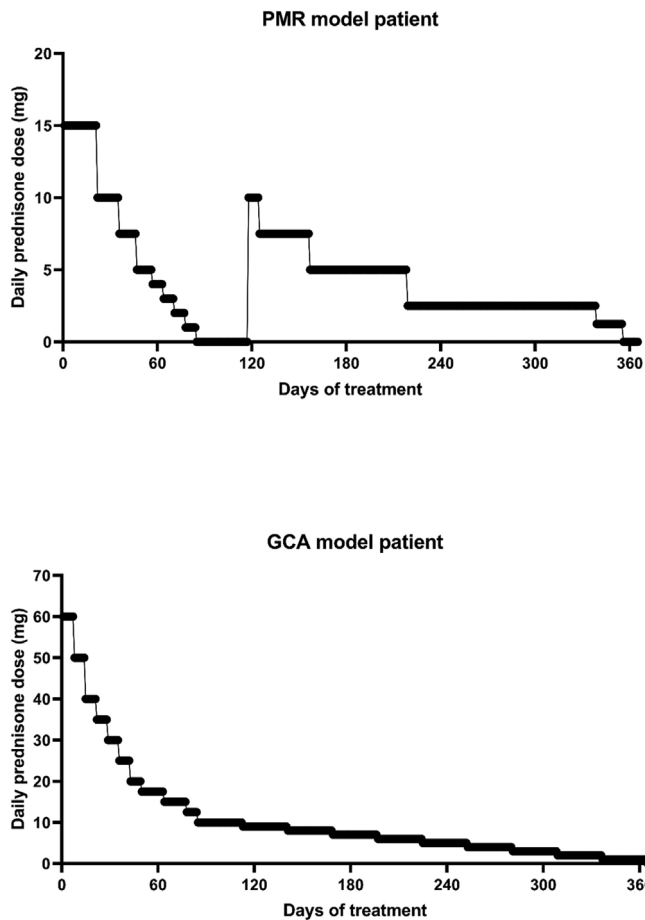 PMR model patient
20
15
10
5
0
Daily prednisone dose (mg)
0 60 120 180 240 300 360
Days of treatment
GCA model patient
70
60
50
40
30
20
10
0
Daily prednisone dose (mg)
0 60 120 180 240 300 36
Days of treatment